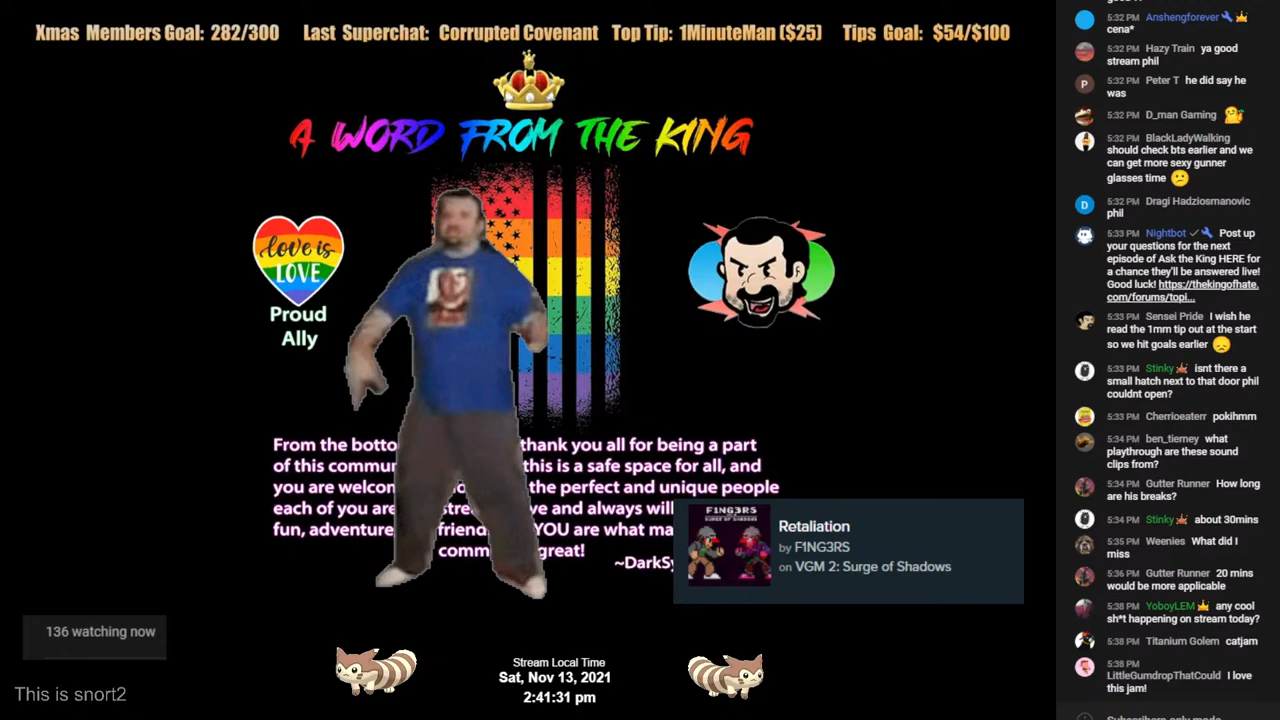 Xmas Members Goal: 282/300 Last Superchat: Corrupted Covenant Top Tip: 1MinuteMan ($25) Tips Goal: $54/$100
A WORD FROM THE KING
love is
LOVE
Proud
Ally
From the botto thank you all for being a part
of this commun this is a safe space for all, and
you are welcom the perfect and unique people
each of you are ve and always will
fun, adventure friend YOU are what ma
comm great!
~DarkSy
F1NG3RS
SURGE OF SHADOWS
Retaliation
by F1NG3RS
on VGM 2: Surge of Shadows
136 watching now
This is snort2
Stream Local Time
Sat, Nov 13, 2021
2:41:31 pm
5:32 PM Anshengforever
cena*
5:32 PM Hazy Train ya good
stream phil
5:32 PM Peter T he did say he
was
5:32 PM D_man Gaming
5:32 PM BlackLadyWalking
should check bts earlier and we
can get more sexy gunner
glasses time
5:32 PM Dragi Hadziosmanovic
phil
5:33 PM Nightbot Post up
your questions for the next
episode of Ask the King HERE for
a chance they'll be answered live!
Good luck! https://thekingofhate.
com/forums/topi...
5:33 PM Sensei Pride I wish he
read the 1mm tip out at the start
so we hit goals earlier
5:33 PM Stinky isnt there a
small hatch next to that door phil
couldnt open?
5:33 PM Cherrioeaterr pokihmm
5:34 PM ben_tierney what
playthrough are these sound
clips from?
5:34 PM Gutter Runner How long
are his breaks?
5:34 PM Stinky about 30mins
5:35 PM Weenies What did I
miss
5:36 PM Gutter Runner 20 mins
would be more applicable
5:38 PM YoboyLEM any cool
sh*t happening on stream today?
5:38 PM Titanium Golem catjam
5:38 PM
LittleGumdropThatCould I love
this jam!